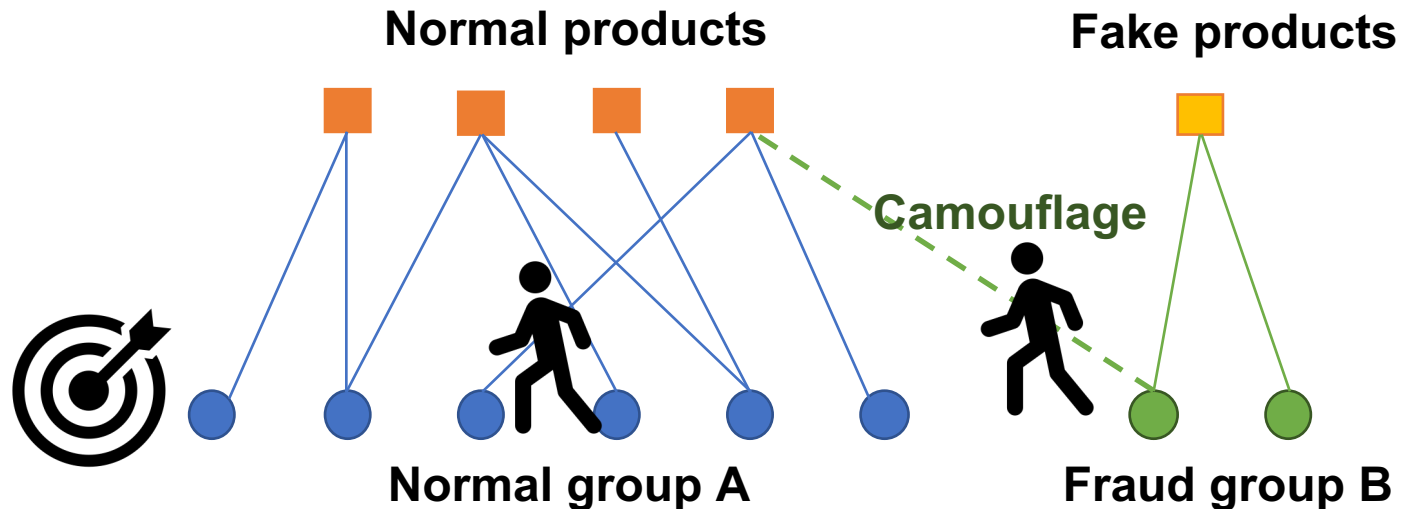 Normal products
Fake products
Camouflage
Normal group A
Fraud group B